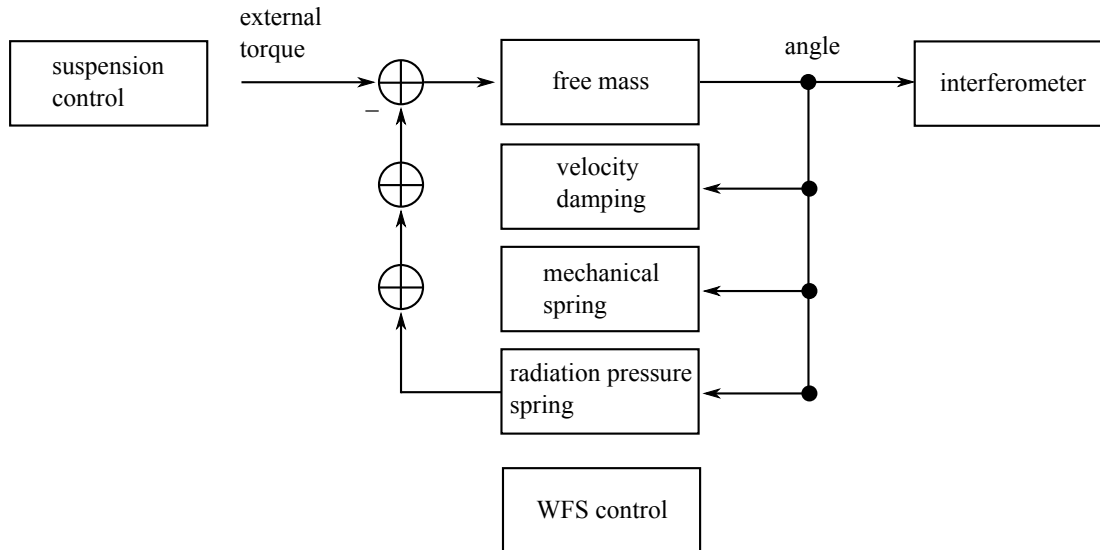 external
torque
suspension
control
free mass
angle
interferometer
–
velocity
damping
mechanical
spring
radiation pressure
spring
WFS control